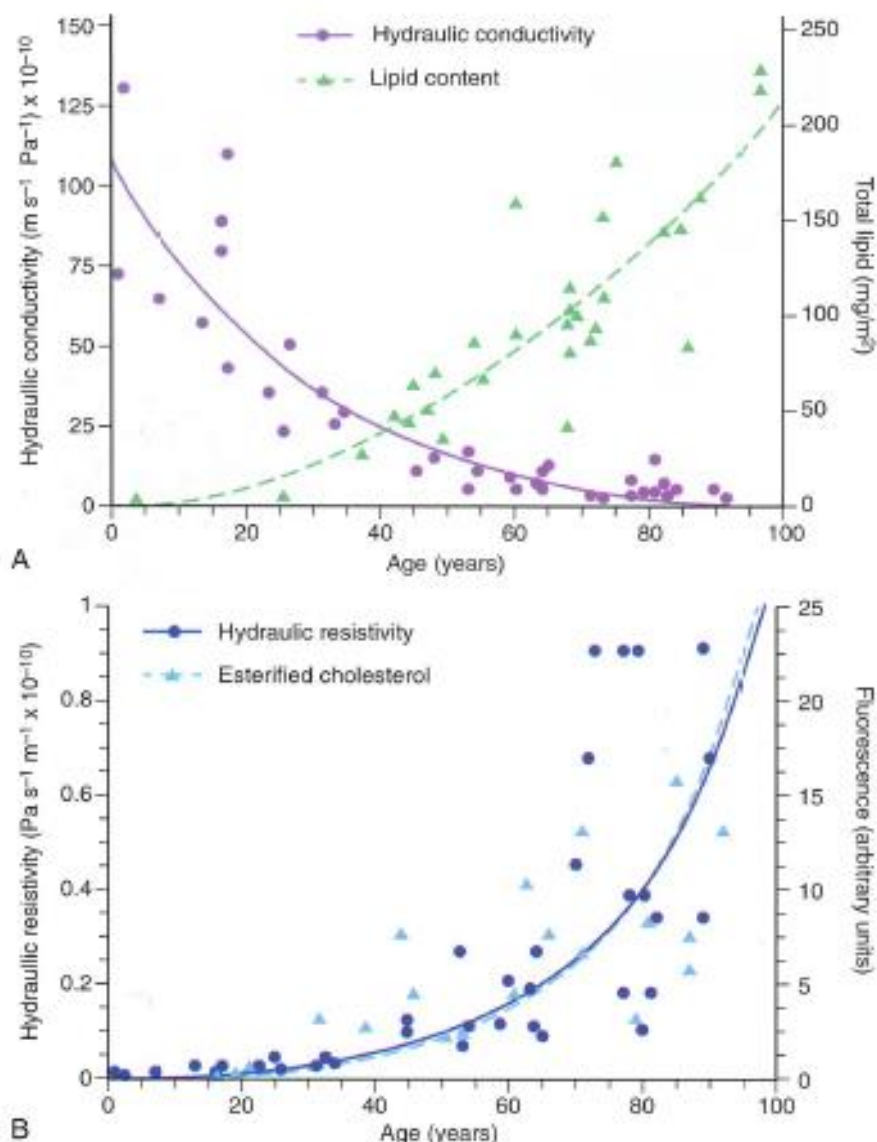 150
125
100
75
50
25
0
Hydraullic conductivity (m s⁻¹ Pa⁻¹) x 10⁻¹⁰
Hydraulic conductivity
Lipid content
250
200
150
100
50
0
Total lipid (mg/m²)
0 20 40 60 80 100
Age (years)
A
1
0.8
0.6
0.4
0.2
0
Hydraullic resistivity (Pa s⁻¹ m⁻¹ x 10⁻¹⁰)
Hydraulic resistivity
Esterified cholesterol
25
20
15
10
5
0
Fluorescence (arbitrary units)
0 20 40 60 80 100
Age (years)
B